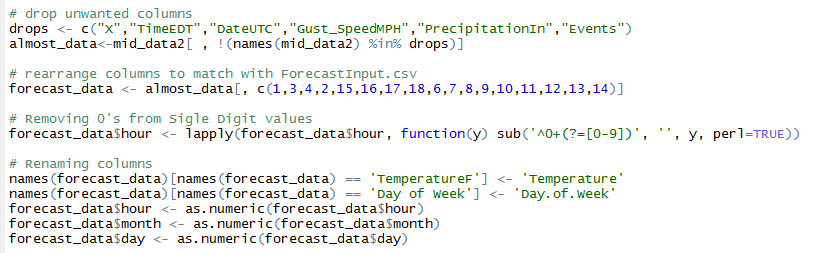 # drop unwanted columns
drops <- c("X","TimeEDT","DateUTC","Gust_SpeedMPH","PrecipitationIn","Events")
almost_data<-mid_data2[ , !(names(mid_data2) %in% drops)]
# rearrange columns to match with ForecastInput.csv
forecast_data <- almost_data[, c(1,3,4,2,15,16,17,18,6,7,8,9,10,11,12,13,14)]
# Removing 0's from Sigle Digit values
forecast_data$hour <- lapply(forecast_data$hour, function(y) sub('^0+(?=[0-9])', '', y, perl=TRUE))
# Renaming columns
names(forecast_data)[names(forecast_data) == 'TemperatureF'] <- 'Temperature'
names(forecast_data)[names(forecast_data) == 'Day of Week'] <- 'Day.of.Week'
forecast_data$hour <- as.numeric(forecast_data$hour)
forecast_data$month <- as.numeric(forecast_data$month)
forecast_data$day <- as.numeric(forecast_data$day)